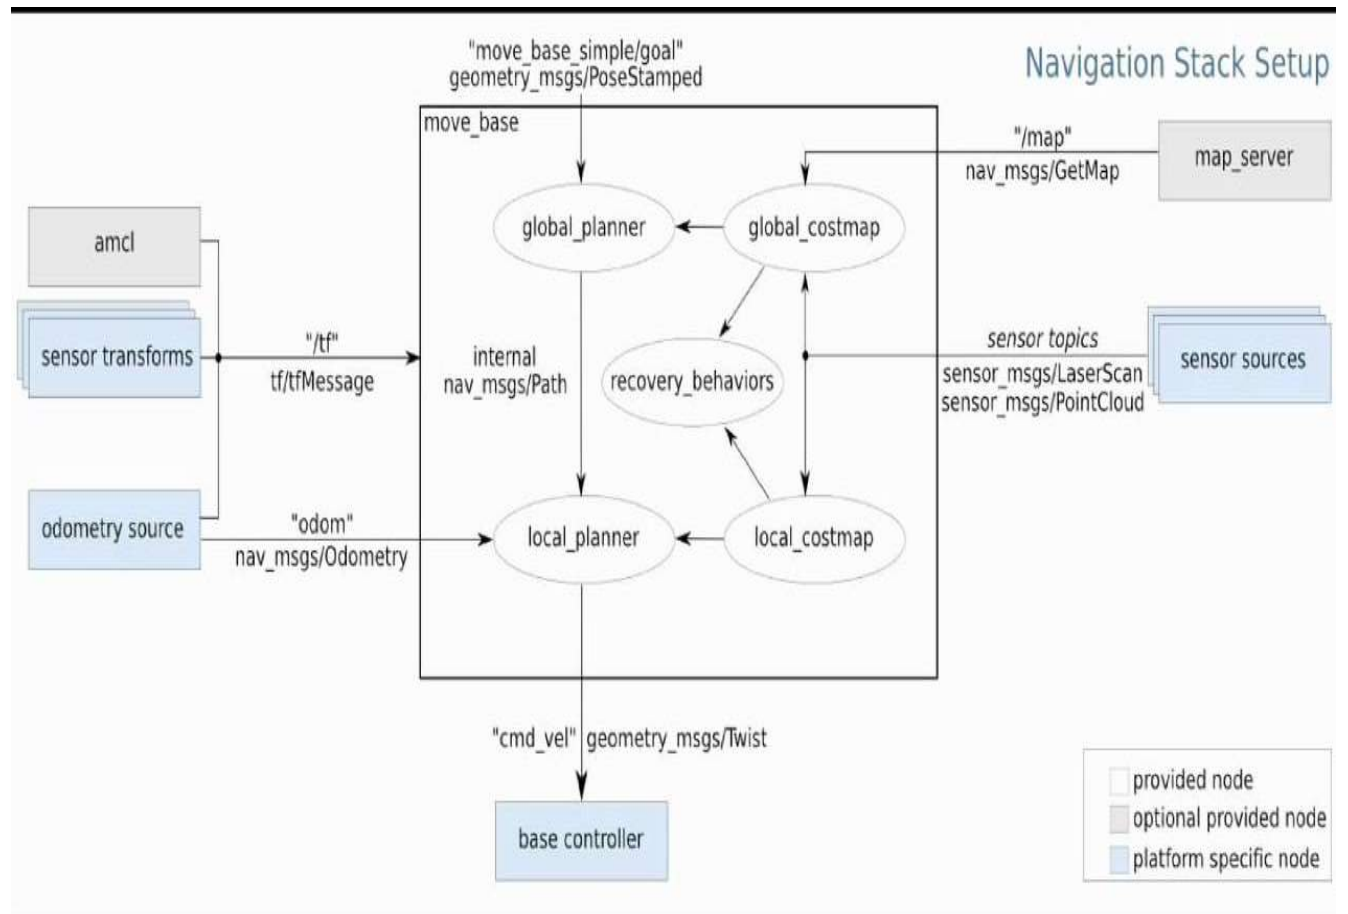 "move_base_simple/goal"
geometry_msgs/PoseStamped
Navigation Stack Setup
move_base
"/map"
nav_msgs/GetMap
map_server
global_planner
global_costmap
amcl
sensor transforms
"/tf"
tf/tfMessage
internal
nav_msgs/Path
recovery_behaviors
sensor topics
sensor_msgs/LaserScan
sensor_msgs/PointCloud
sensor sources
odometry source
"odom"
nav_msgs/Odometry
local_planner
local_costmap
"cmd_vel" geometry_msgs/Twist
base controller
provided node
optional provided node
platform specific node